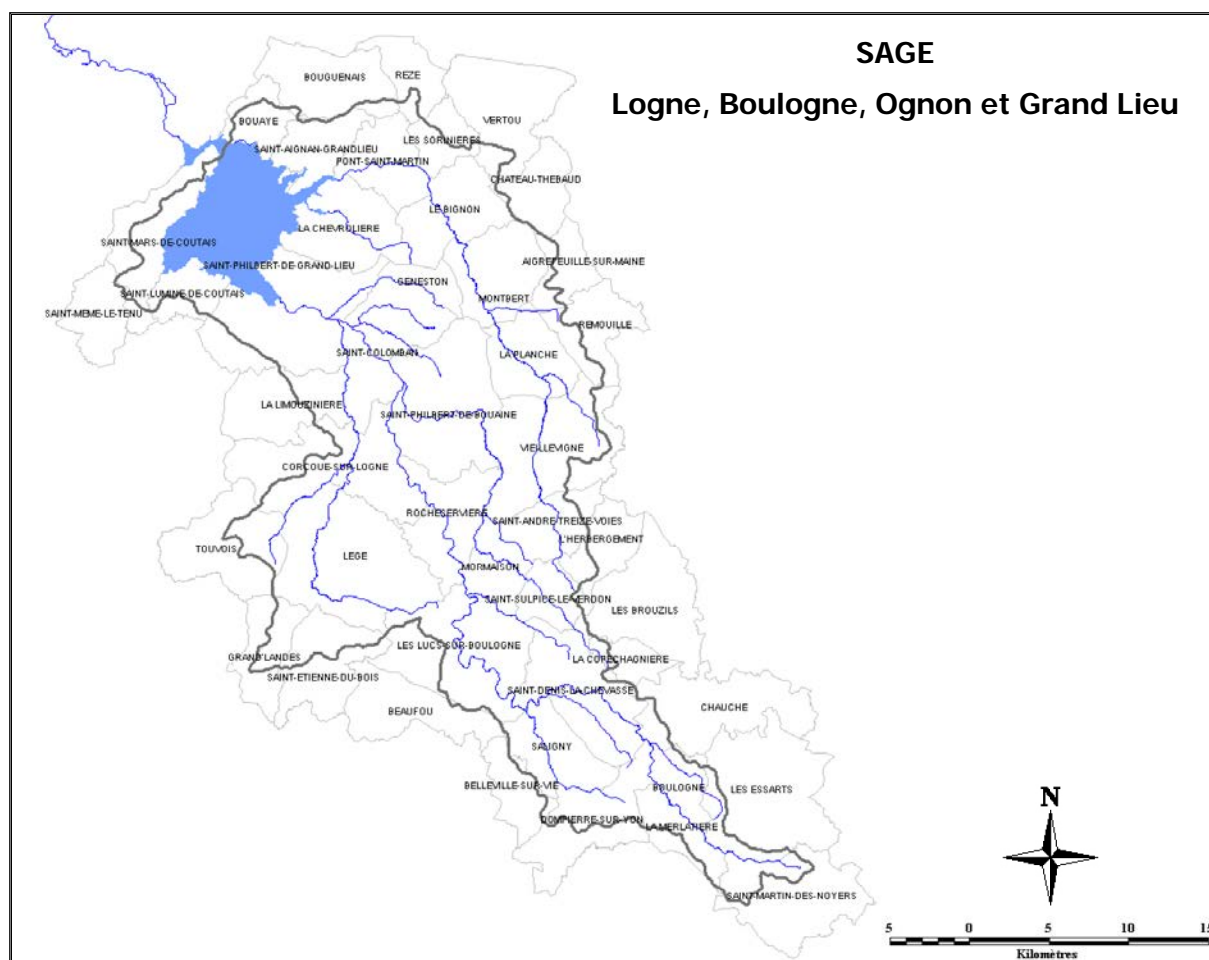 SAGE
Logne, Boulogne, Ognon et Grand Lieu
BOUGUENAIS
REZE
BOUAYE
VERTOU
LES SORINIERES
SAINT-AIGNAN-GRANDLIEU
PONT-SAINT-MARTIN
CHATEAU-THEBAUD
LE BIGNON
LA CHEVROLIERE
SAINT-MARS-DE-COUTAIS
AIGREFEUILLE-SUR-MAINE
SAINT-PHILBERT-DE-GRAND-LIEU
GENESTON
SAINT-LUMINE-DE-COUTAIS
MONTBERT
SAINT-MEME-LE-TENU
REMOUILLE
SAINT-COLOMBAN
LA PLANCHE
LA LIMOUZINIERE
SAINT-PHILBERT-DE-BOUAINE
VIEILLEVIGNE
CORCOUE-SUR-LOGNE
ROCHESERVIERE
SAINT-ANDRE-TREIZE-VOIES
L'HERBERGEMENT
TOUVOIS
LEGE
MORMAISON
SAINT-SULPICE-LE-VERDON
LES BROUZILS
LES LUCS-SUR-BOULOGNE
GRAND'LANDES
LA COPECHAGNIERE
SAINT-ETIENNE-DU-BOIS
SAINT-DENIS-LA-CHEVASSE
BEAUFOU
CHAUCHE
SALIGNY
BELLEVILLE-SUR-VIE
BOULOGNE
LES ESSARTS
DOMPIERRE-SUR-YON
LA MERLATIERE
SAINT-MARTIN-DES-NOYERS
N
5 0 5 10 15
Kilomètres